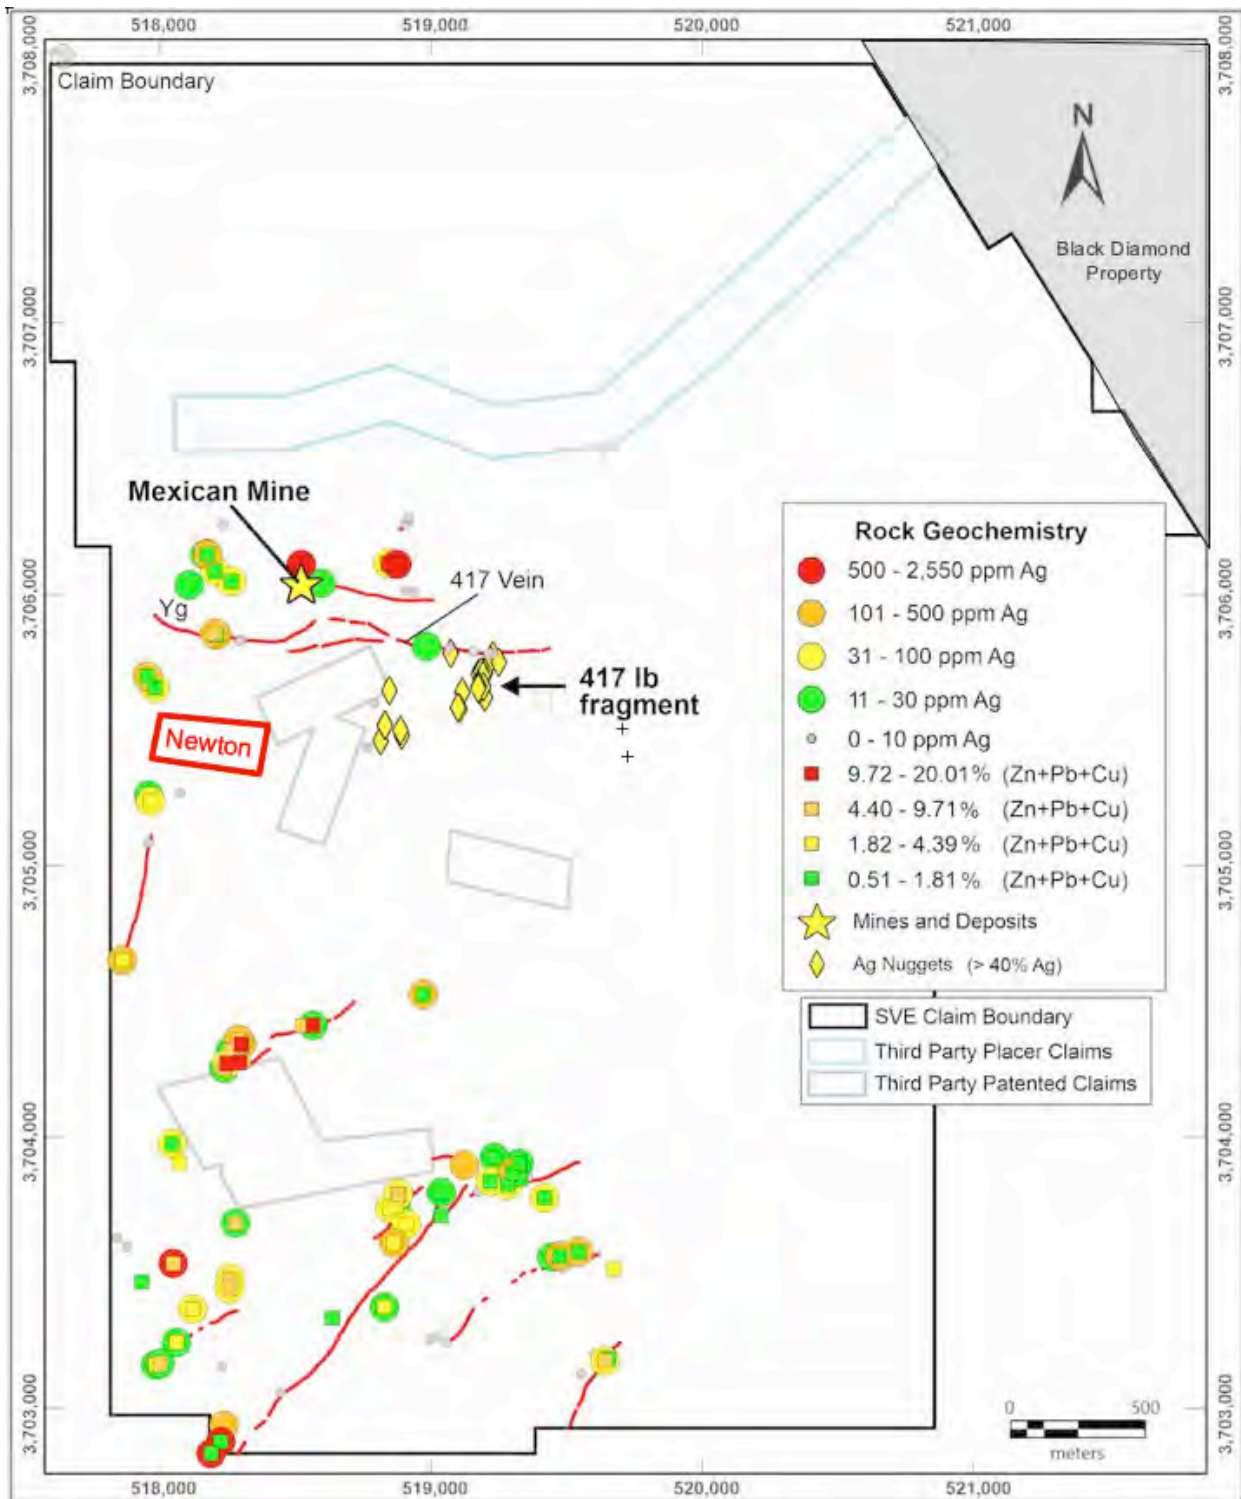 518,000
519,000
520,000
521,000
3,708,000
3,708,000
Claim Boundary
N
Black Diamond
Property
3,707,000
3,707,000
Mexican Mine
417 Vein
3,706,000
3,706,000
Yg
417 lb
fragment
Newton
Rock Geochemistry
500 - 2,550 ppm Ag
101 - 500 ppm Ag
31 - 100 ppm Ag
11 - 30 ppm Ag
0 - 10 ppm Ag
9.72 - 20.01% (Zn+Pb+Cu)
4.40 - 9.71% (Zn+Pb+Cu)
1.82 - 4.39% (Zn+Pb+Cu)
0.51 - 1.81% (Zn+Pb+Cu)
Mines and Deposits
Ag Nuggets (> 40% Ag)
3,705,000
3,705,000
SVE Claim Boundary
Third Party Placer Claims
Third Party Patented Claims
3,704,000
3,704,000
3,703,000
3,703,000
0 500
meters
518,000
519,000
520,000
521,000